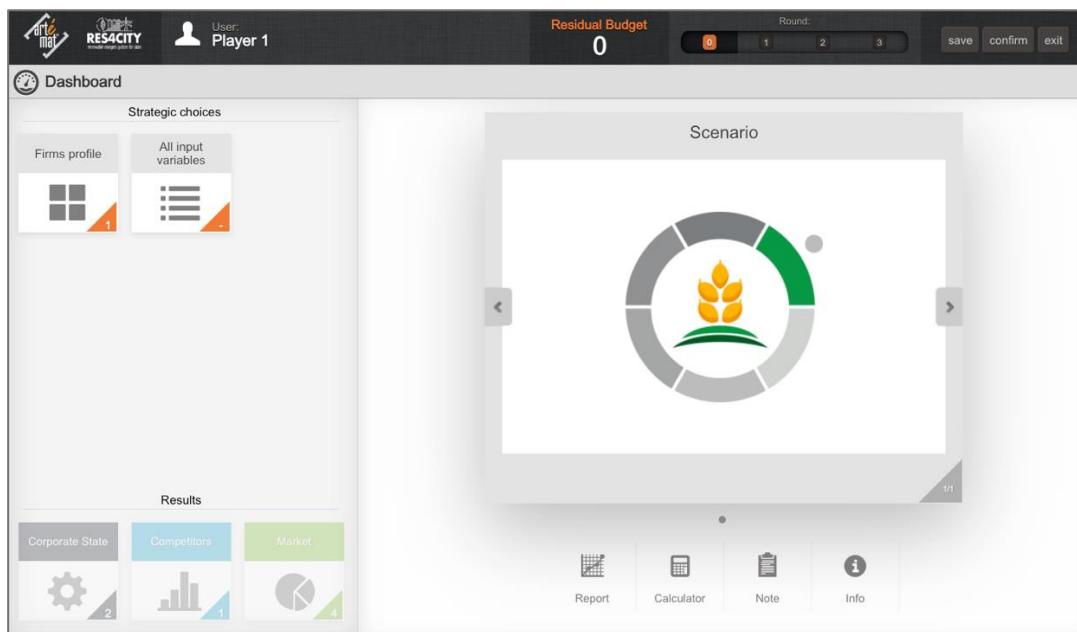 arté
mat
RES4CITY
User:
Player 1
Residual Budget
0
Round:
0
1
2
3
save
confirm
exit
Dashboard
Strategic choices
Firms profile
1
All input
variables
-
Scenario
1/1
Results
Corporate State
2
Competitors
1
Market
4
Report
Calculator
Note
Info